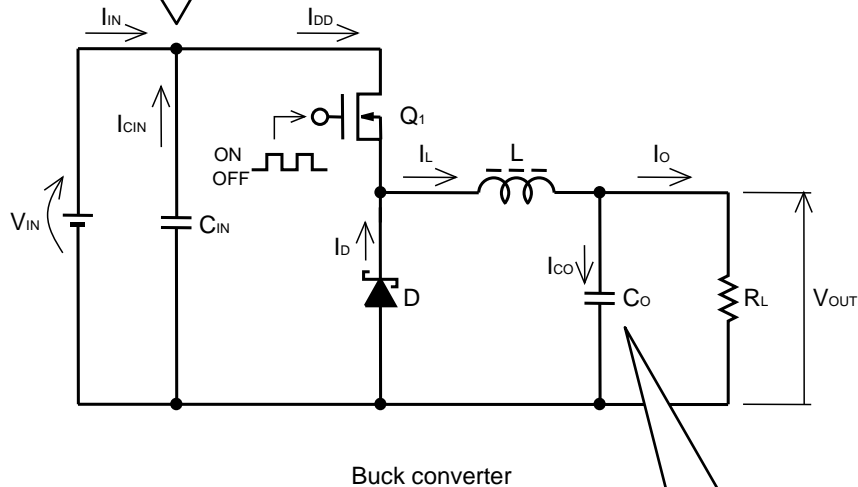 IIN
IDD
ICIN
Q1
ON
OFF
IL
L
IO
VIN
CIN
ID
D
ICO
CO
RL
VOUT
Buck converter